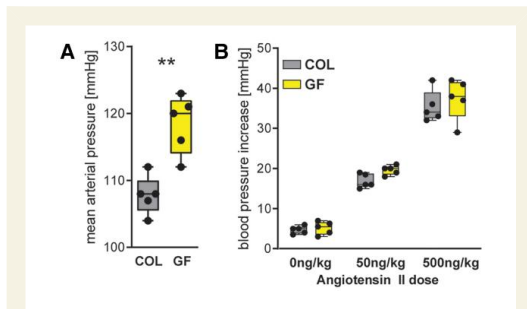 A
mean arterial pressure [mmHg]
130
120
110
100
**
COL GF
B
blood pressure increase [mmHg]
50
40
30
20
10
0
COL
GF
0ng/kg 50ng/kg 500ng/kg
Angiotensin II dose